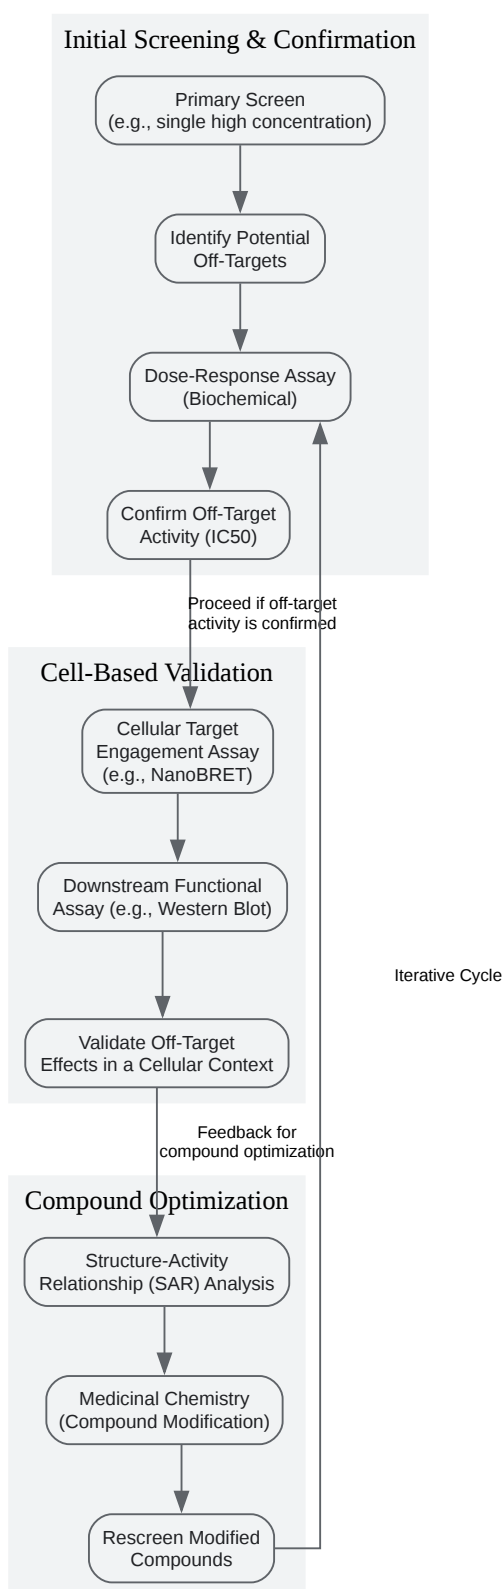 Initial Screening & Confirmation
Primary Screen
(e.g., single high concentration)
Identify Potential
Off-Targets
Dose-Response Assay
(Biochemical)
Confirm Off-Target
Activity (IC50)
Proceed if off-target
activity is confirmed
Cell-Based Validation
Cellular Target
Engagement Assay
(e.g., NanoBRET)
Downstream Functional
Assay (e.g., Western Blot)
Iterative Cycle
Validate Off-Target
Effects in a Cellular Context
Feedback for
compound optimization
Compound Optimization
Structure-Activity
Relationship (SAR) Analysis
Medicinal Chemistry
(Compound Modification)
Rescreen Modified
Compounds